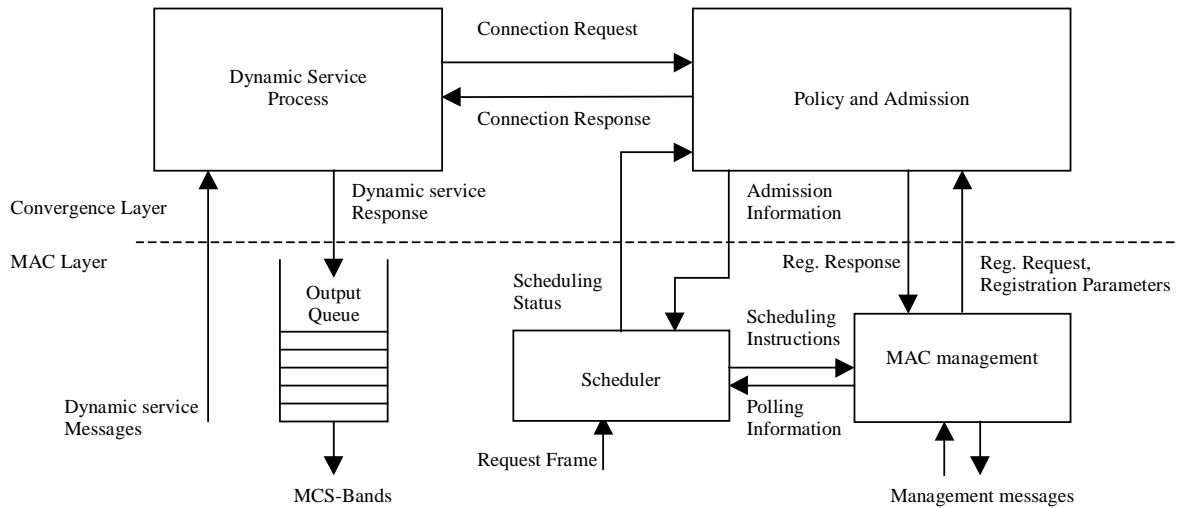 Connection Request
Dynamic Service
Process
Policy and Admission
Connection Response
Dynamic service
Response
Admission
Information
Convergence Layer
MAC Layer
Reg. Response
Reg. Request,
Registration Parameters
Scheduling
Status
Output
Queue
Scheduling
Instructions
MAC management
Scheduler
Dynamic service
Messages
Polling
Information
Request Frame
MCS-Bands
Management messages